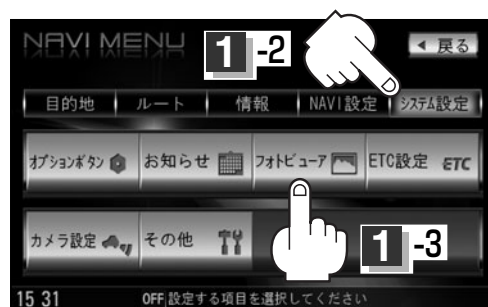 NAVI MENU
1 -2
戻る
目的地 ルート 情報 NAVI設定 システム設定
オプションボタン お知らせ フォトビューア ETC設定 ETC
カメラ設定 その他
1 -3
15 31 OFF 設定する項目を選択してください